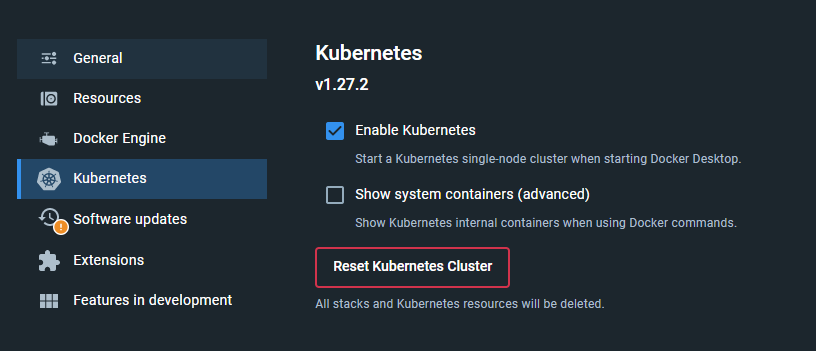 General
Resources
Docker Engine
Kubernetes
Software updates
Extensions
Features in development
Kubernetes
v1.27.2
Enable Kubernetes
Start a Kubernetes single-node cluster when starting Docker Desktop.
Show system containers (advanced)
Show Kubernetes internal containers when using Docker commands.
Reset Kubernetes Cluster
All stacks and Kubernetes resources will be deleted.